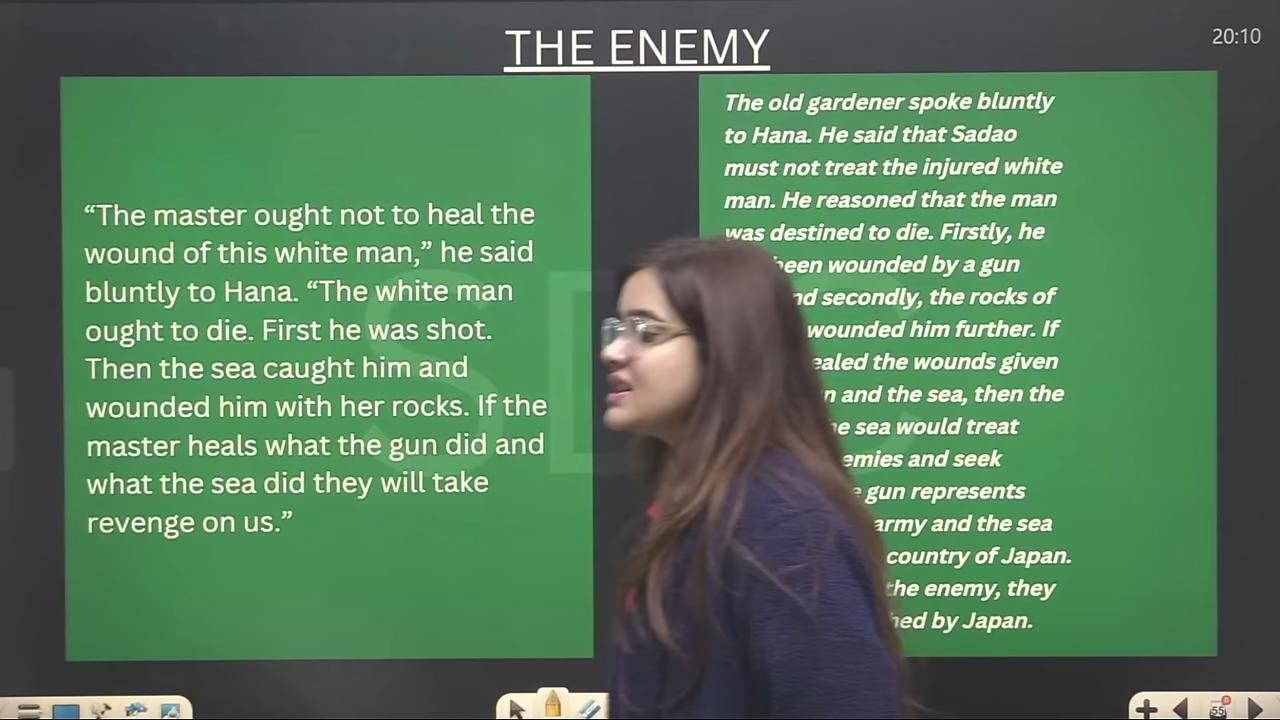 THE ENEMY
20:10
“The master ought not to heal the
wound of this white man,” he said
bluntly to Hana. “The white man
ought to die. First he was shot.
Then the sea caught him and
wounded him with her rocks. If the
master heals what the gun did and
what the sea did they will take
revenge on us.”
The old gardener spoke bluntly
to Hana. He said that Sadao
must not treat the injured white
man. He reasoned that the man
was destined to die. Firstly, he
been wounded by a gun
secondly, the rocks of
wounded him further. If
the wounds given
and the sea, then the
sea would treat
and seek
gun represents
army and the sea
country of Japan.
the enemy, they
by Japan.
55